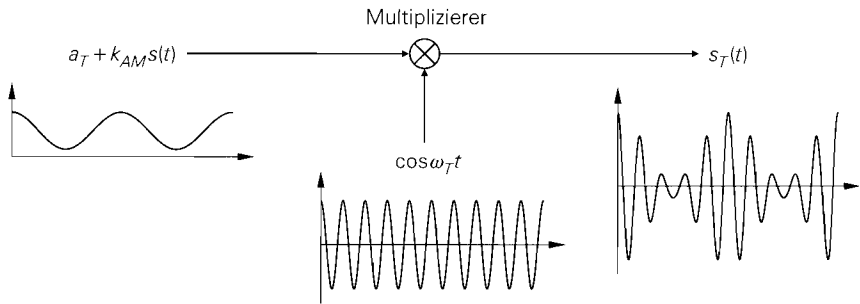 Multiplizierer
a_T + k_AM s(t)
s_T(t)
cos ω_T t